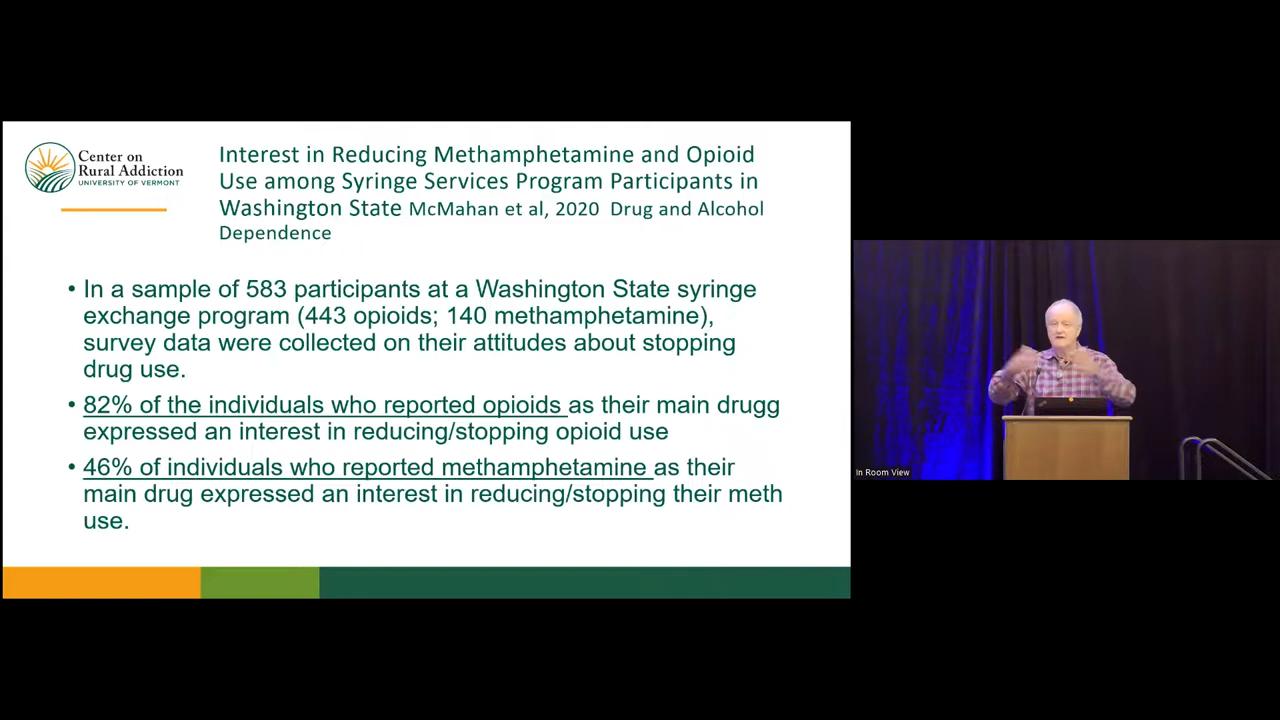 Center on
Rural Addiction
UNIVERSITY OF VERMONT
Interest in Reducing Methamphetamine and Opioid
Use among Syringe Services Program Participants in
Washington State McMahan et al, 2020 Drug and Alcohol
Dependence
• In a sample of 583 participants at a Washington State syringe
exchange program (443 opioids; 140 methamphetamine),
survey data were collected on their attitudes about stopping
drug use.
• 82% of the individuals who reported opioids as their main drugg
expressed an interest in reducing/stopping opioid use
• 46% of individuals who reported methamphetamine as their
main drug expressed an interest in reducing/stopping their meth
use.
In Room View